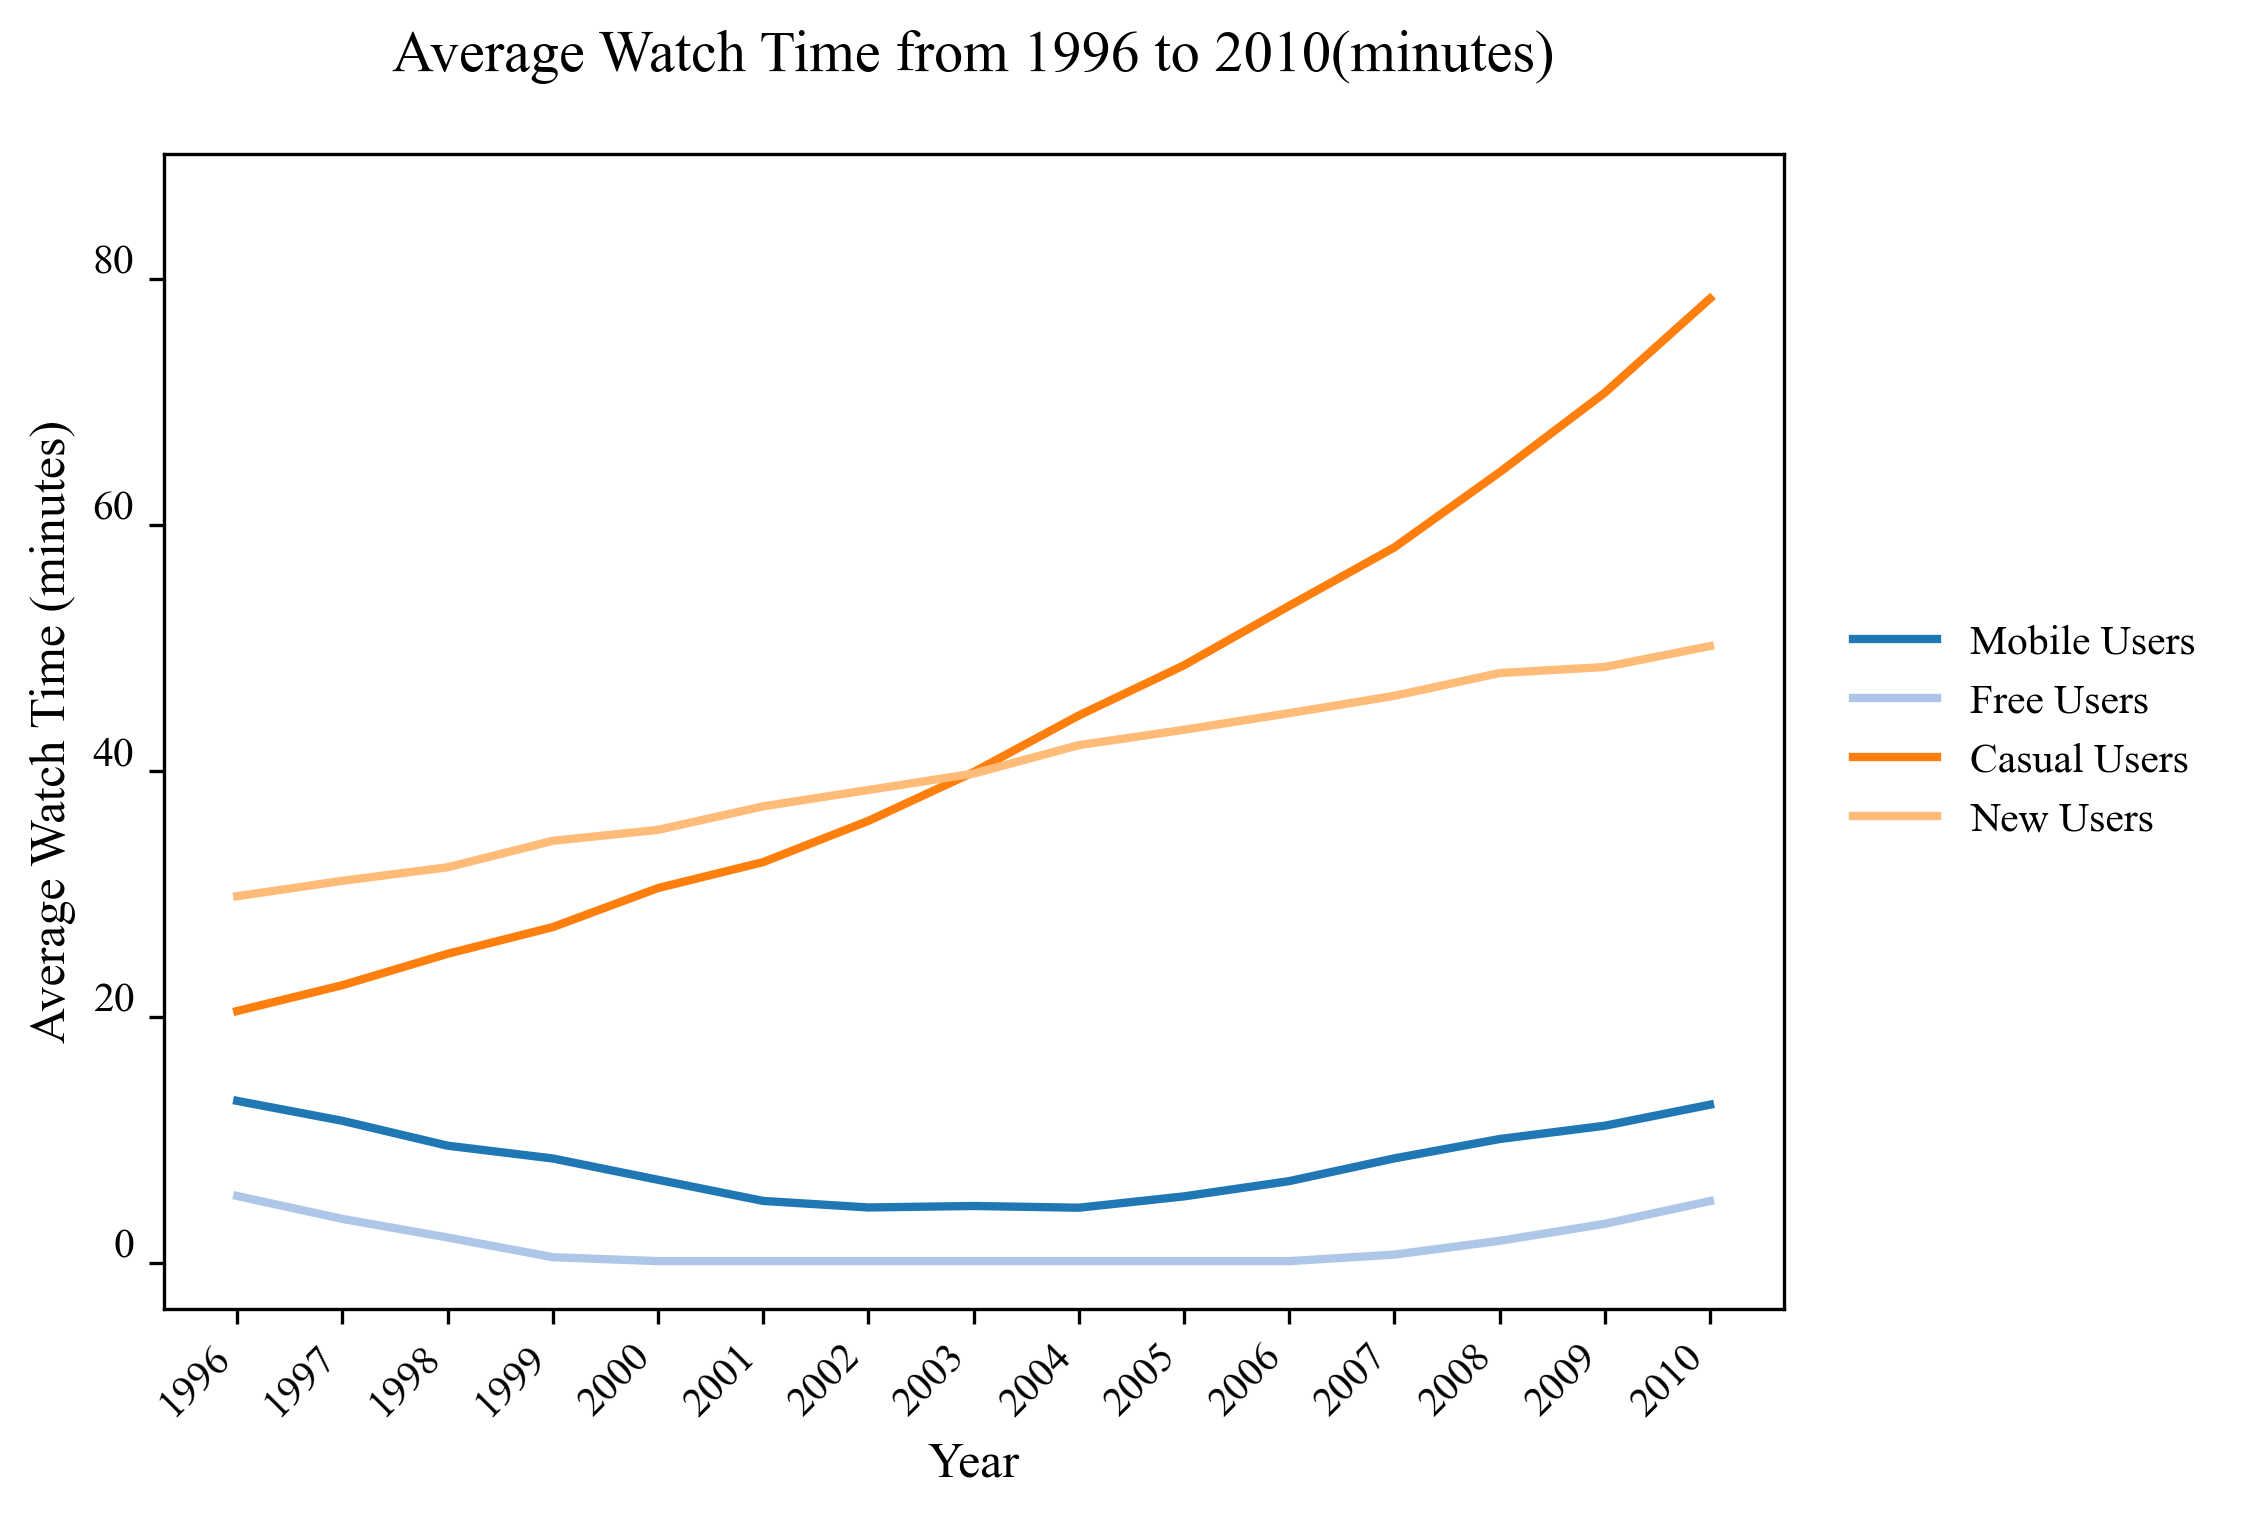 Average Watch Time from 1996 to 2010(minutes)
Average Watch Time (minutes)
80
60
40
20
0
1996
1997
1998
1999
2000
2001
2002
2003
2004
2005
2006
2007
2008
2009
2010
Year
Mobile Users
Free Users
Casual Users
New Users